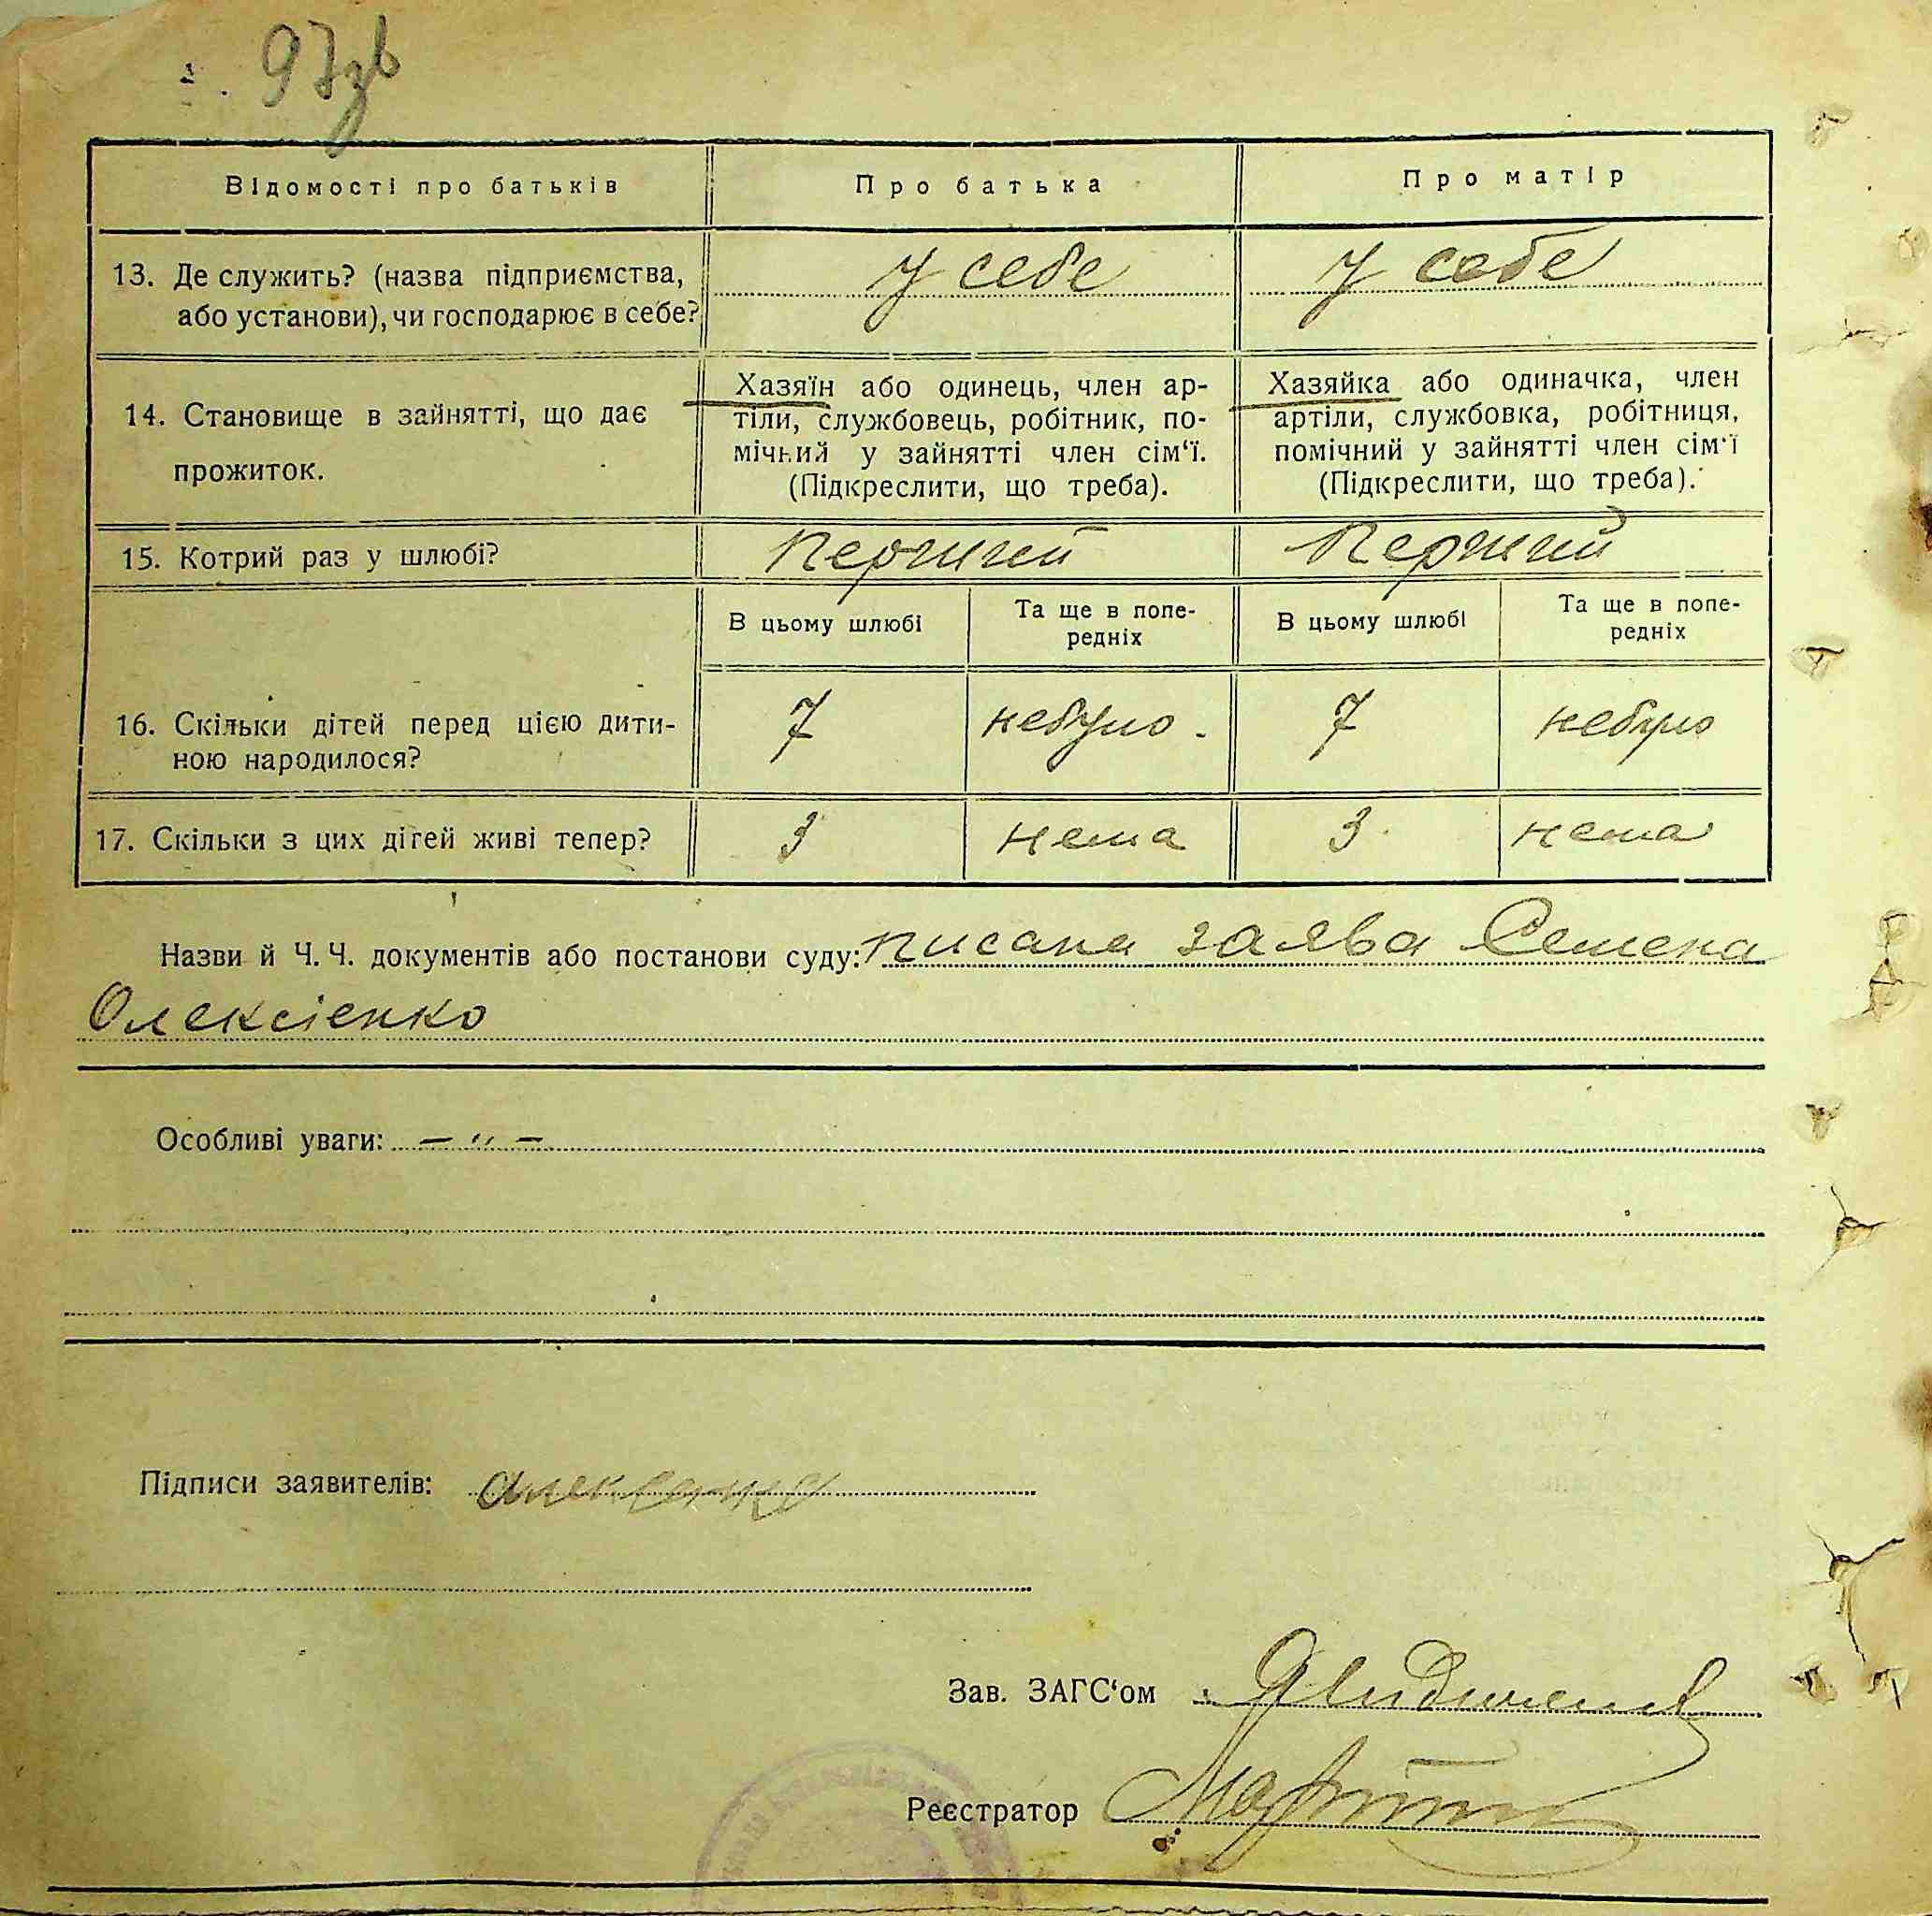 97зв
Відомості про батьків Про батька Про матір
13. Де служить? (назва підприємства, У себе У себе
або установи), чи господарює в себе?
14. Становище в зайнятті, що дає
прожиток.
Хазяїн або одинець, член ар-
тіли, службовець, робітник, по-
мічний у зайнятті член сім'ї.
(Підкреслити, що треба).
Хазяйка або одиначка, член
артіли, службовка, робітниця,
помічний у зайнятті член сім'ї
(Підкреслити, що треба).
15. Котрий раз у шлюбі? Перший Перший
В цьому шлюбі
Та ще в попе-
редніх
В цьому шлюбі
Та ще в попе-
редніх
16. Скільки дітей перед цією дити- 7 небуло 7 небуло
ною народилося?
17. Скільки з цих дітей живі тепер? 3 нема 3 нема
Назви й Ч. Ч. документів або постанови суду: писана заява Семена
Олексієнко
Особливі уваги: — " —
Підписи заявителів:
Зав. ЗАГС'ом
Реєстратор